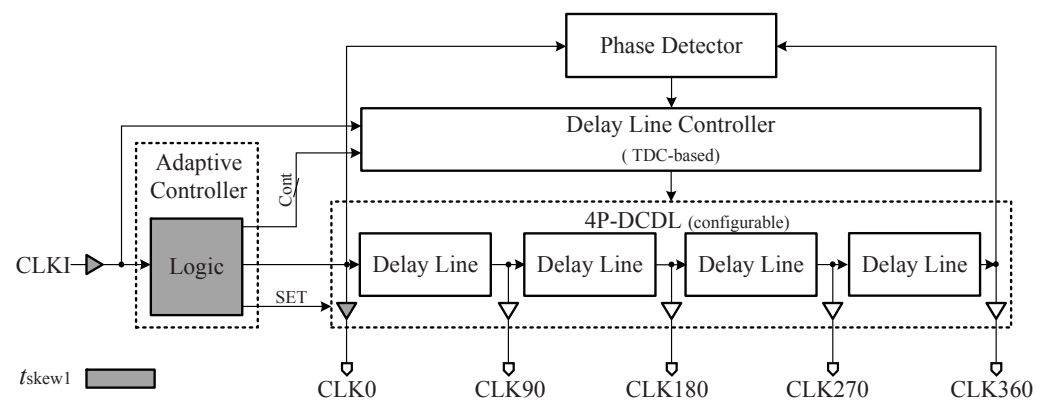 Phase Detector
Delay Line Controller
( TDC-based)
Adaptive
Controller
Cont
4P-DCDL (configurable)
CLKI
Logic
Delay Line
Delay Line
Delay Line
Delay Line
SET
tskew1
CLK0
CLK90
CLK180
CLK270
CLK360